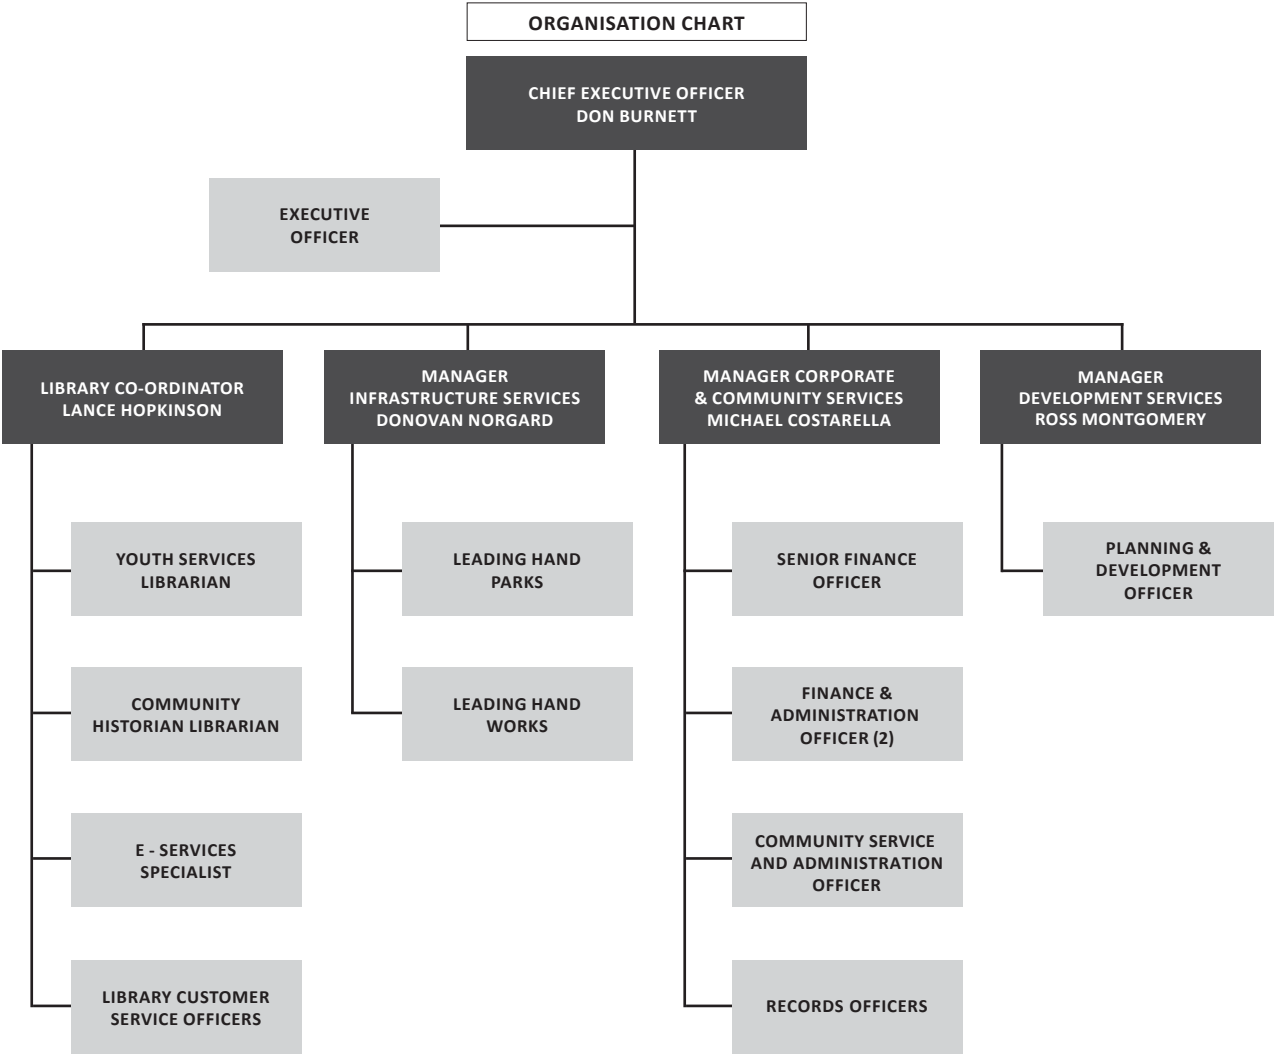 ORGANISATION CHART
CHIEF EXECUTIVE OFFICER
DON BURNETT
EXECUTIVE
OFFICER
LIBRARY CO-ORDINATOR
LANCE HOPKINSON
MANAGER
INFRASTRUCTURE SERVICES
DONOVAN NORGARD
MANAGER CORPORATE
& COMMUNITY SERVICES
MICHAEL COSTARELLA
MANAGER
DEVELOPMENT SERVICES
ROSS MONTGOMERY
YOUTH SERVICES
LIBRARIAN
LEADING HAND
PARKS
SENIOR FINANCE
OFFICER
PLANNING &
DEVELOPMENT
OFFICER
COMMUNITY
HISTORIAN LIBRARIAN
LEADING HAND
WORKS
FINANCE &
ADMINISTRATION
OFFICER (2)
E - SERVICES
SPECIALIST
COMMUNITY SERVICE
AND ADMINISTRATION
OFFICER
LIBRARY CUSTOMER
SERVICE OFFICERS
RECORDS OFFICERS